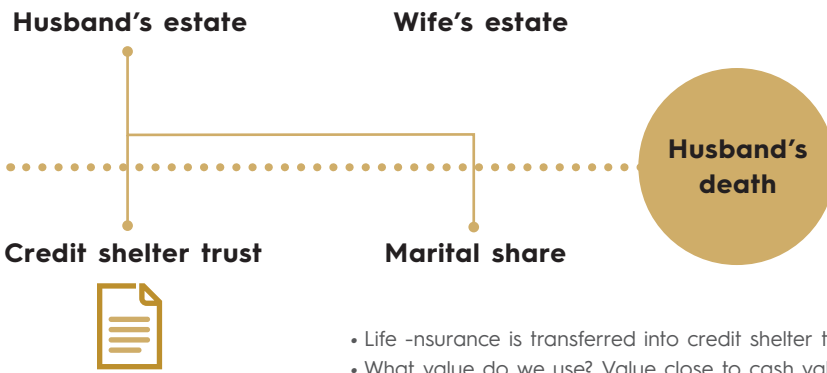 Husband's estate
Wife's estate
Husband's
death
Credit shelter trust
Marital share
• Life -nsurance is transferred into credit shelter
• What value do we use? Value close to cash